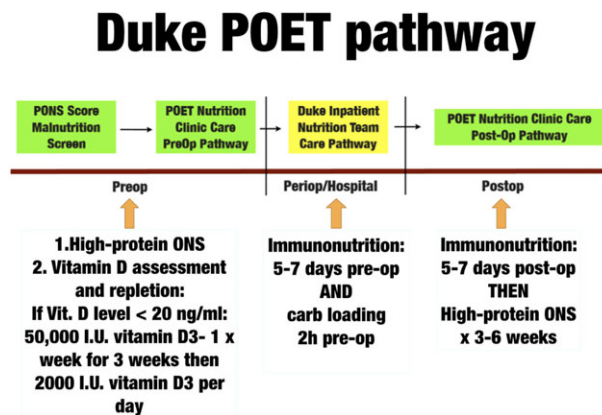 Duke POET pathway
PONS Score
Malnutrition
Screen
POET Nutrition
Clinic Care
PreOp Pathway
Duke Inpatient
Nutrition Team
Care Pathway
POET Nutrition Clinic Care
Post-Op Pathway
Preop
Periop/Hospital
Postop
1.High-protein ONS
2. Vitamin D assessment
and repletion:
If Vit. D level < 20 ng/ml:
50,000 I.U. vitamin D3- 1 x
week for 3 weeks then
2000 I.U. vitamin D3 per
day
Immunonutrition:
5-7 days pre-op
AND
carb loading
2h pre-op
Immunonutrition:
5-7 days post-op
THEN
High-protein ONS
x 3-6 weeks